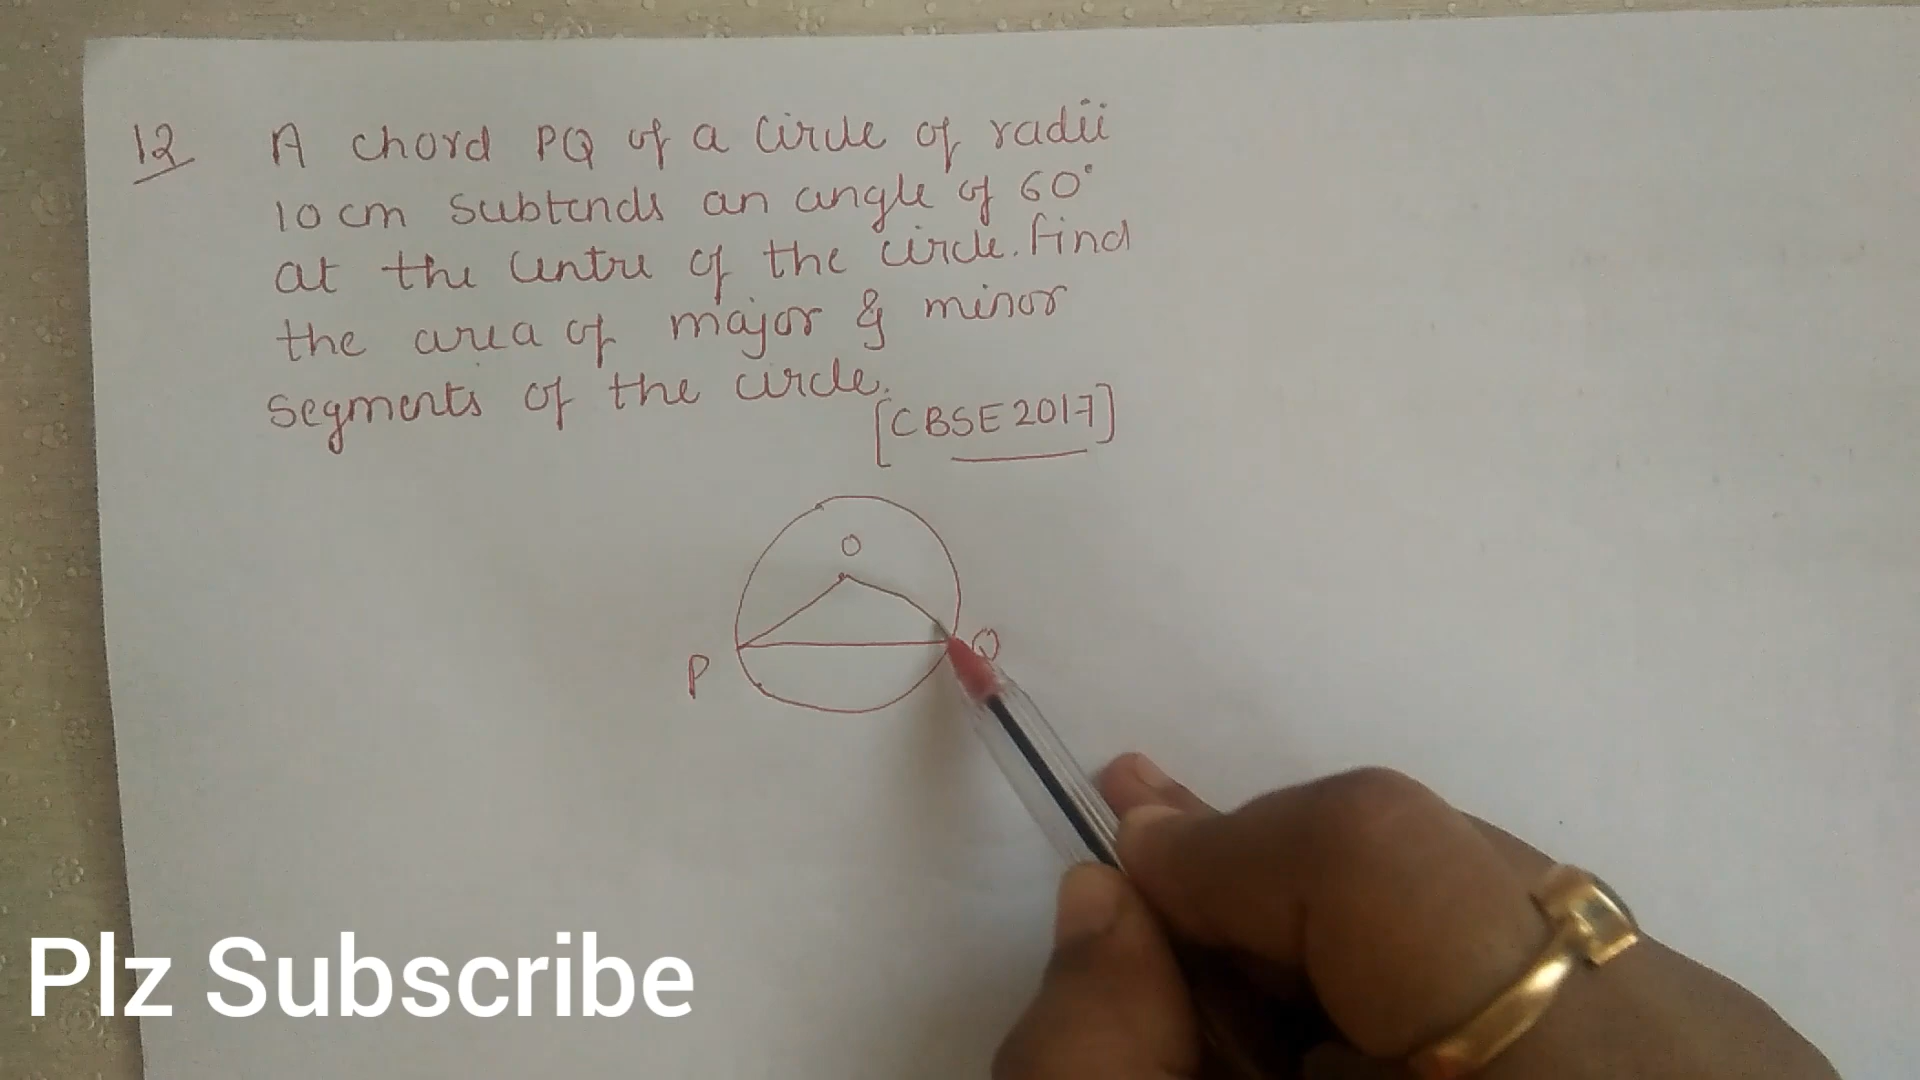 12 A chord PQ of a circle of radii
10 cm subtends an angle of 60°
at the centre of the circle. Find
the area of major & minor
segments of the circle.
[CBSE 2017]
O
P
Q
Plz Subscribe